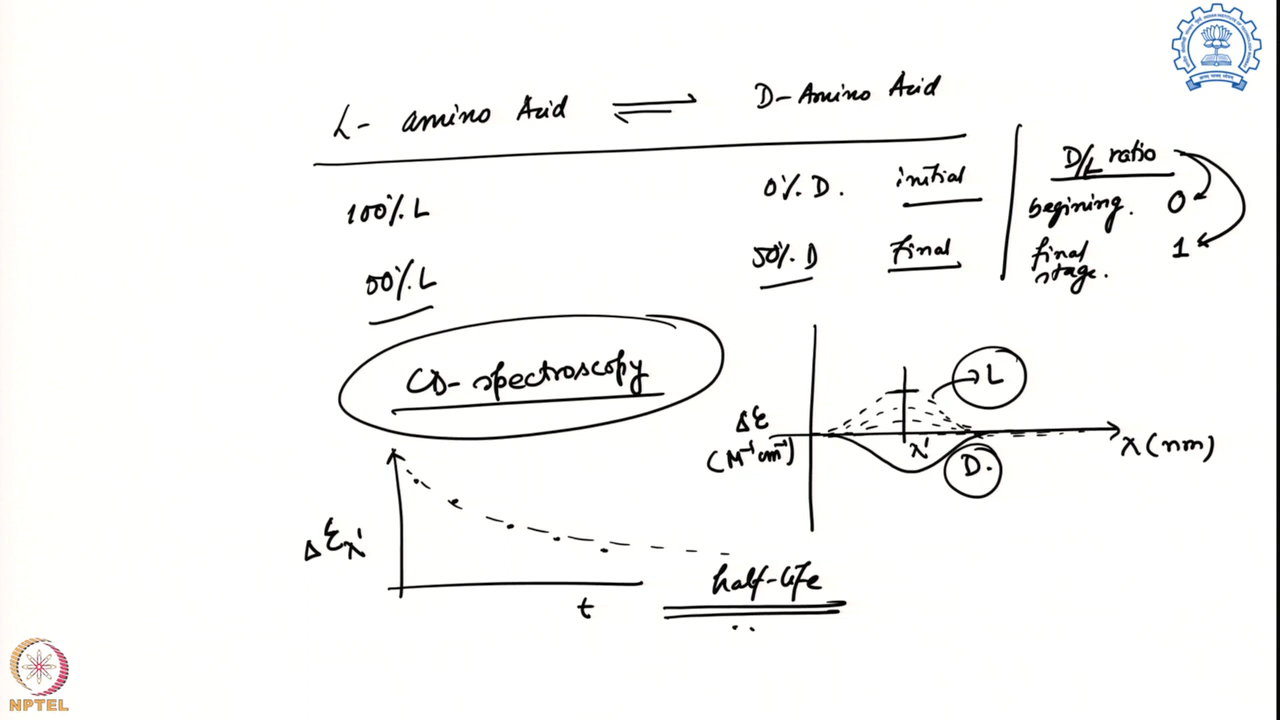 L- amino Acid ⇌ D-Amino Acid
100% L 0% D. initial
50% L 50% D Final
D/L ratio
begining. 0
final stage. 1
CD-spectroscopy
Δε
(M⁻¹cm⁻¹)
L
λ'
D.
λ(nm)
Δελ'
t
half-life
NPTEL